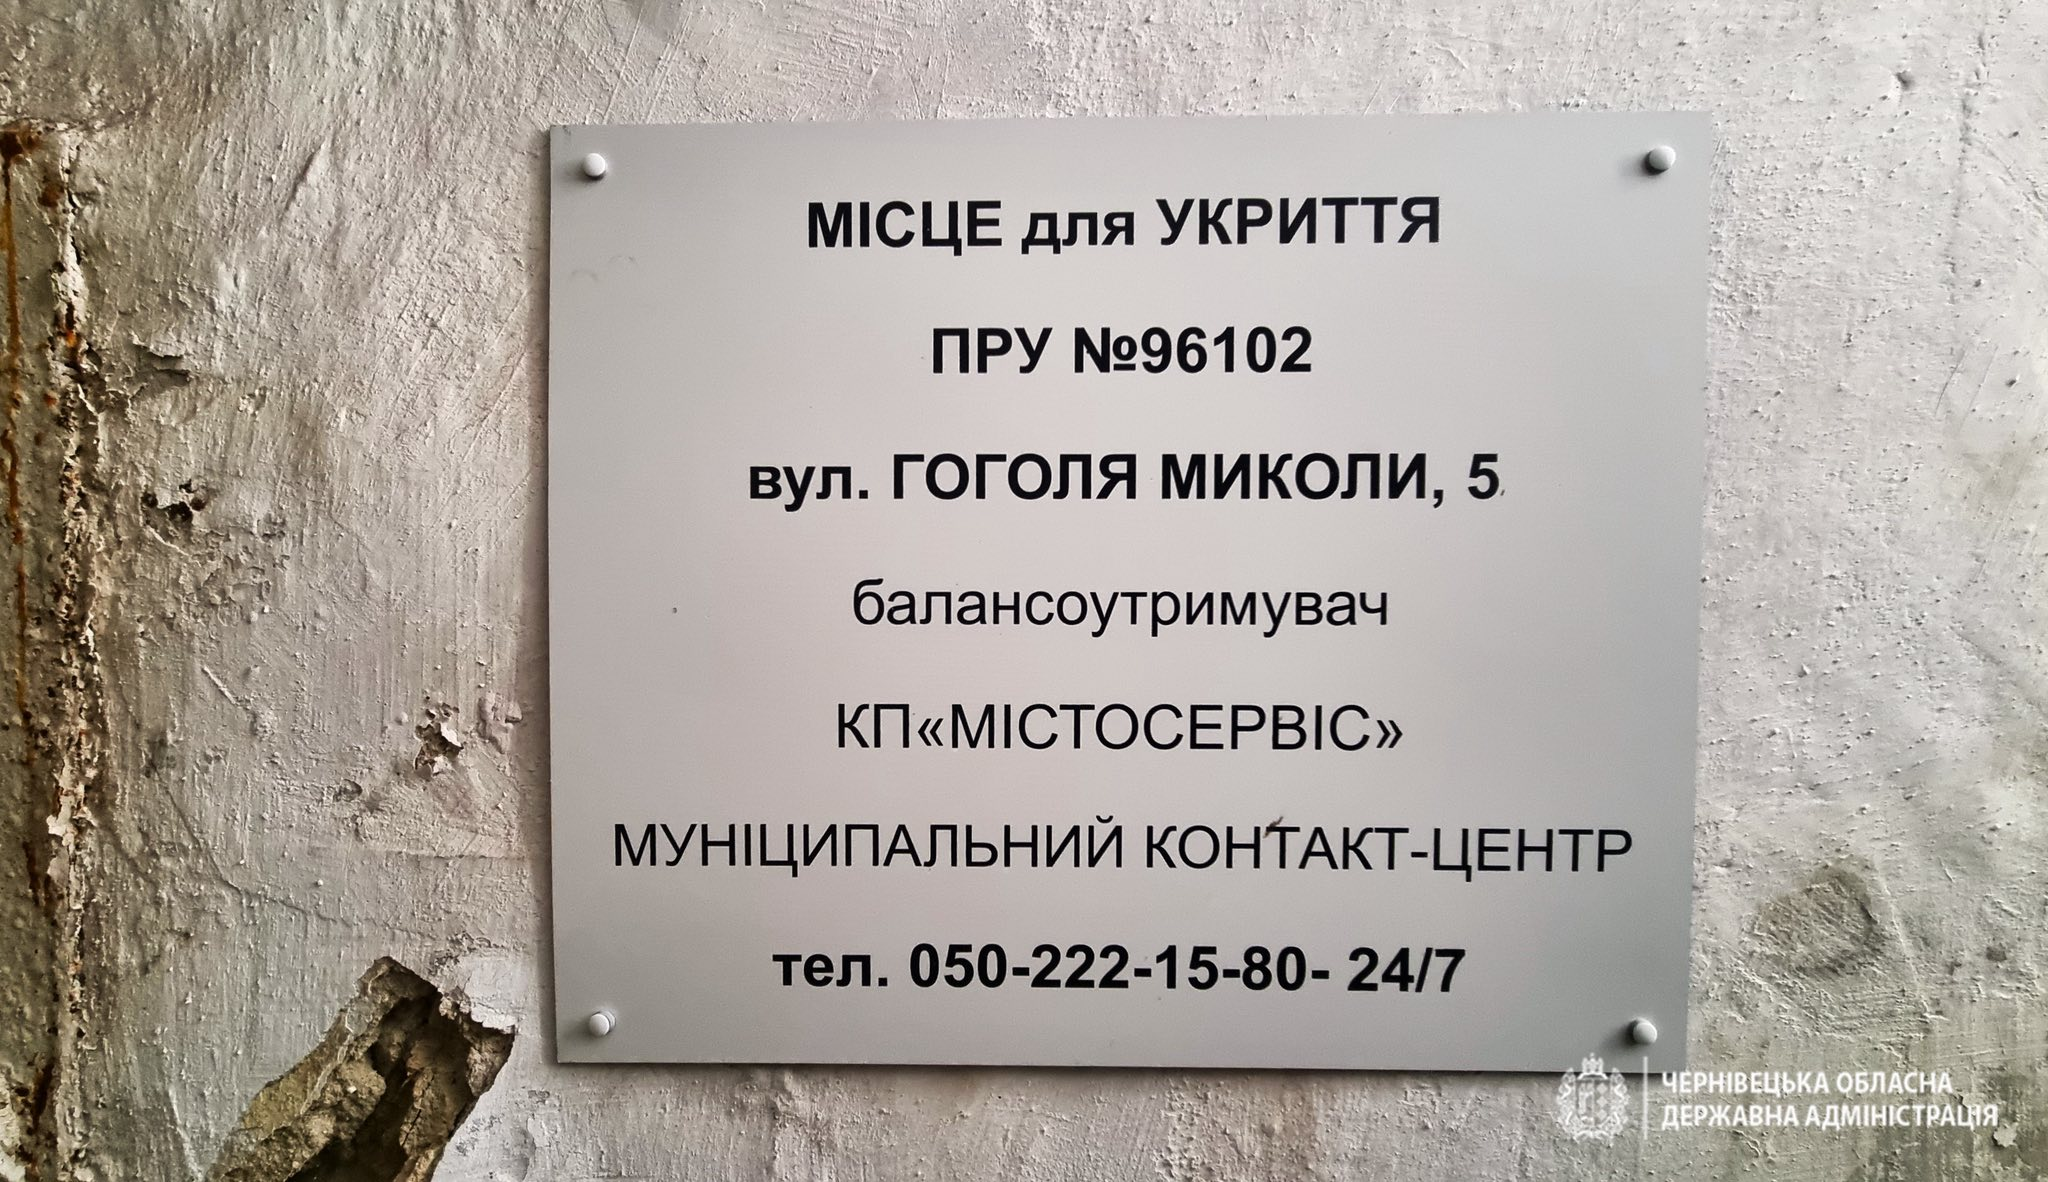 МІСЦЕ для УКРИТТЯ
ПРУ №96102
вул. ГОГОЛЯ МИКОЛИ, 5
балансоутримувач
КП«МІСТОСЕРВІС»
МУНІЦИПАЛЬНИЙ КОНТАКТ-ЦЕНТР
тел. 050-222-15-80- 24/7
ЧЕРНІВЕЦЬКА ОБЛАСНА
ДЕРЖАВНА АДМІНІСТРАЦІЯ